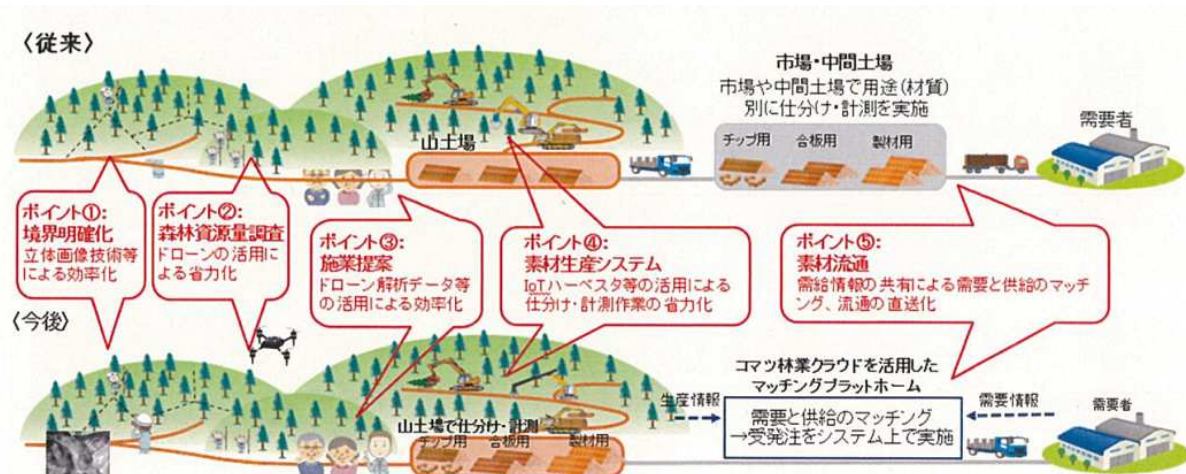 〈従来〉
市場・中間土場
市場や中間土場で用途(材質)
別に仕分け・計測を実施
需要者
山土場
チップ用 合板用 製材用
ポイント①:
境界明確化
立体画像技術等
による効率化
ポイント②:
森林資源量調査
ドローンの活用に
よる省力化
ポイント③:
施業提案
ドローン解析データ等
の活用による効率化
ポイント④:
素材生産システム
IoTハーベスタ等の活用による
仕分け・計測作業の省力化
ポイント⑤:
素材流通
需給情報の共有による需要と供給のマッチ
ング、流通の直送化
〈今後〉
コマツ林業クラウドを活用した
マッチングプラットホーム
生産情報
需要と供給のマッチング
→受発注をシステム上で実施
需要情報
需要者
山土場で仕分け・計測
チップ用 合板用 製材用